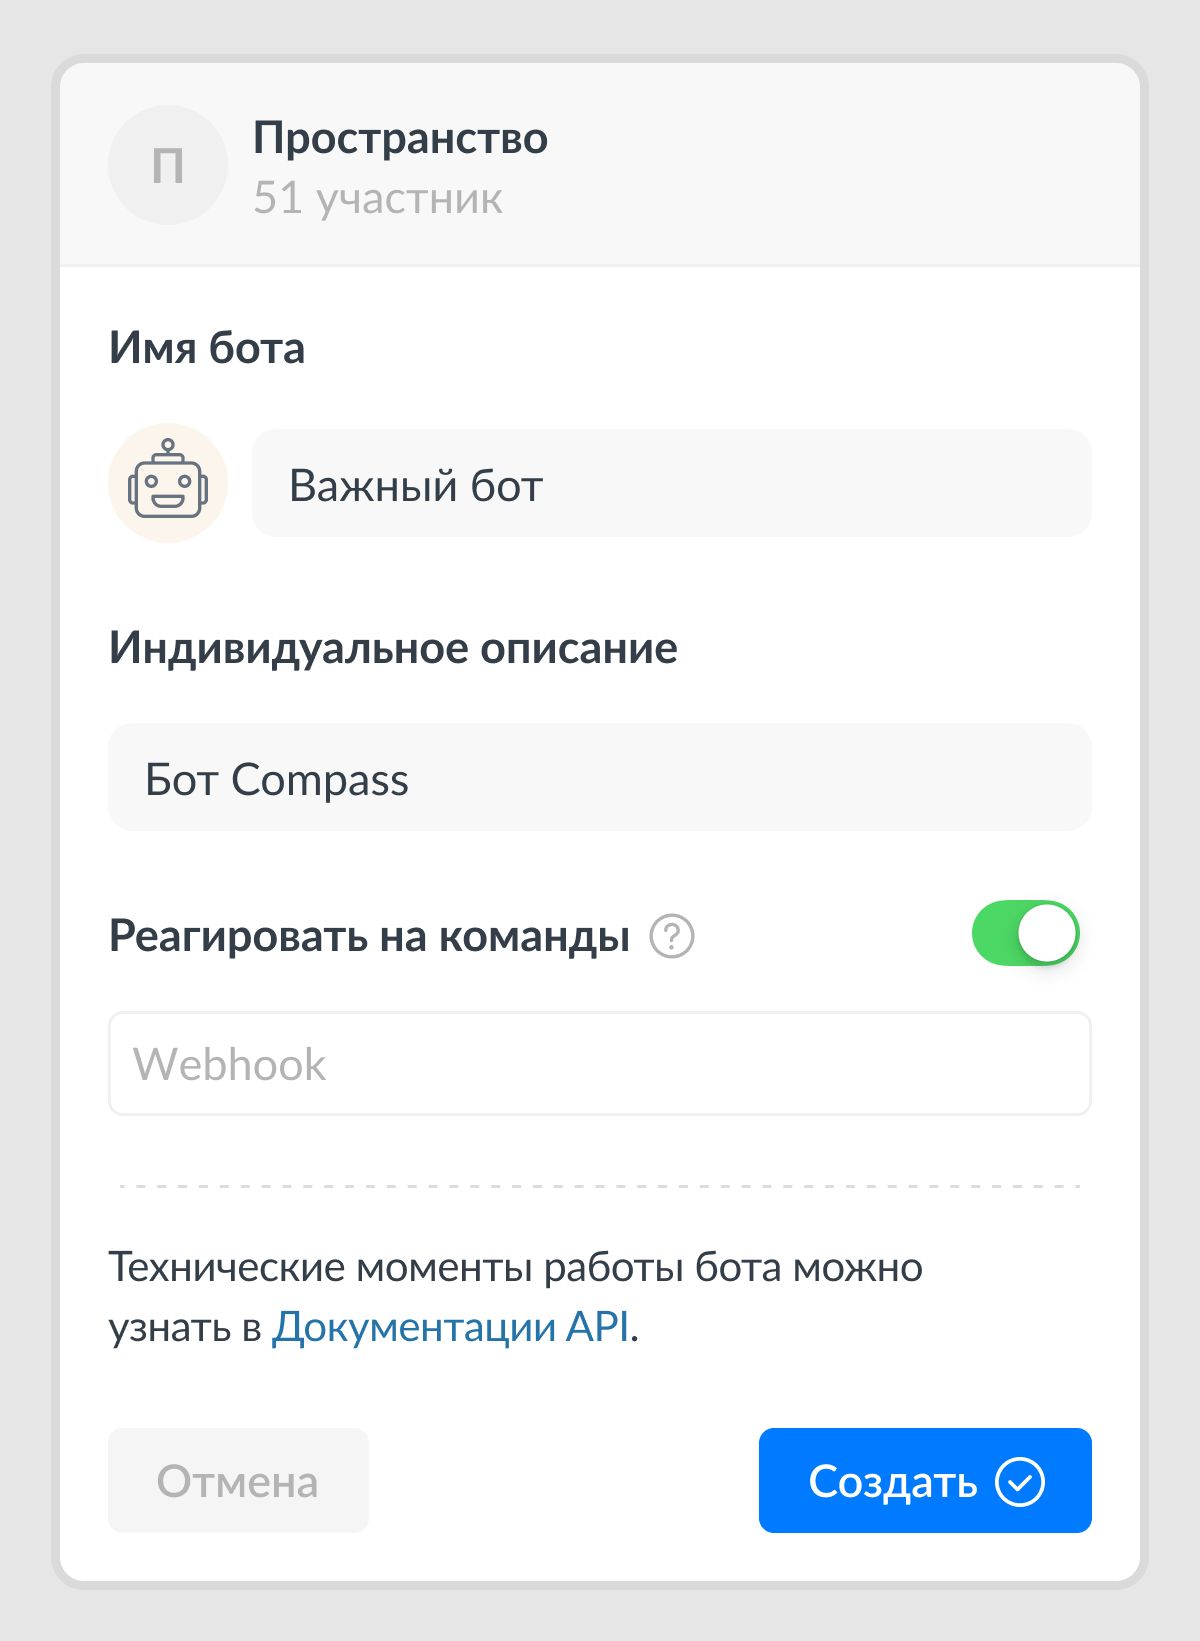 П
Пространство
51 участник
Имя бота
Важный бот
Индивидуальное описание
Бот Compass
Реагировать на команды ?
Webhook
Технические моменты работы бота можно
узнать в Документации API.
Отмена
Создать